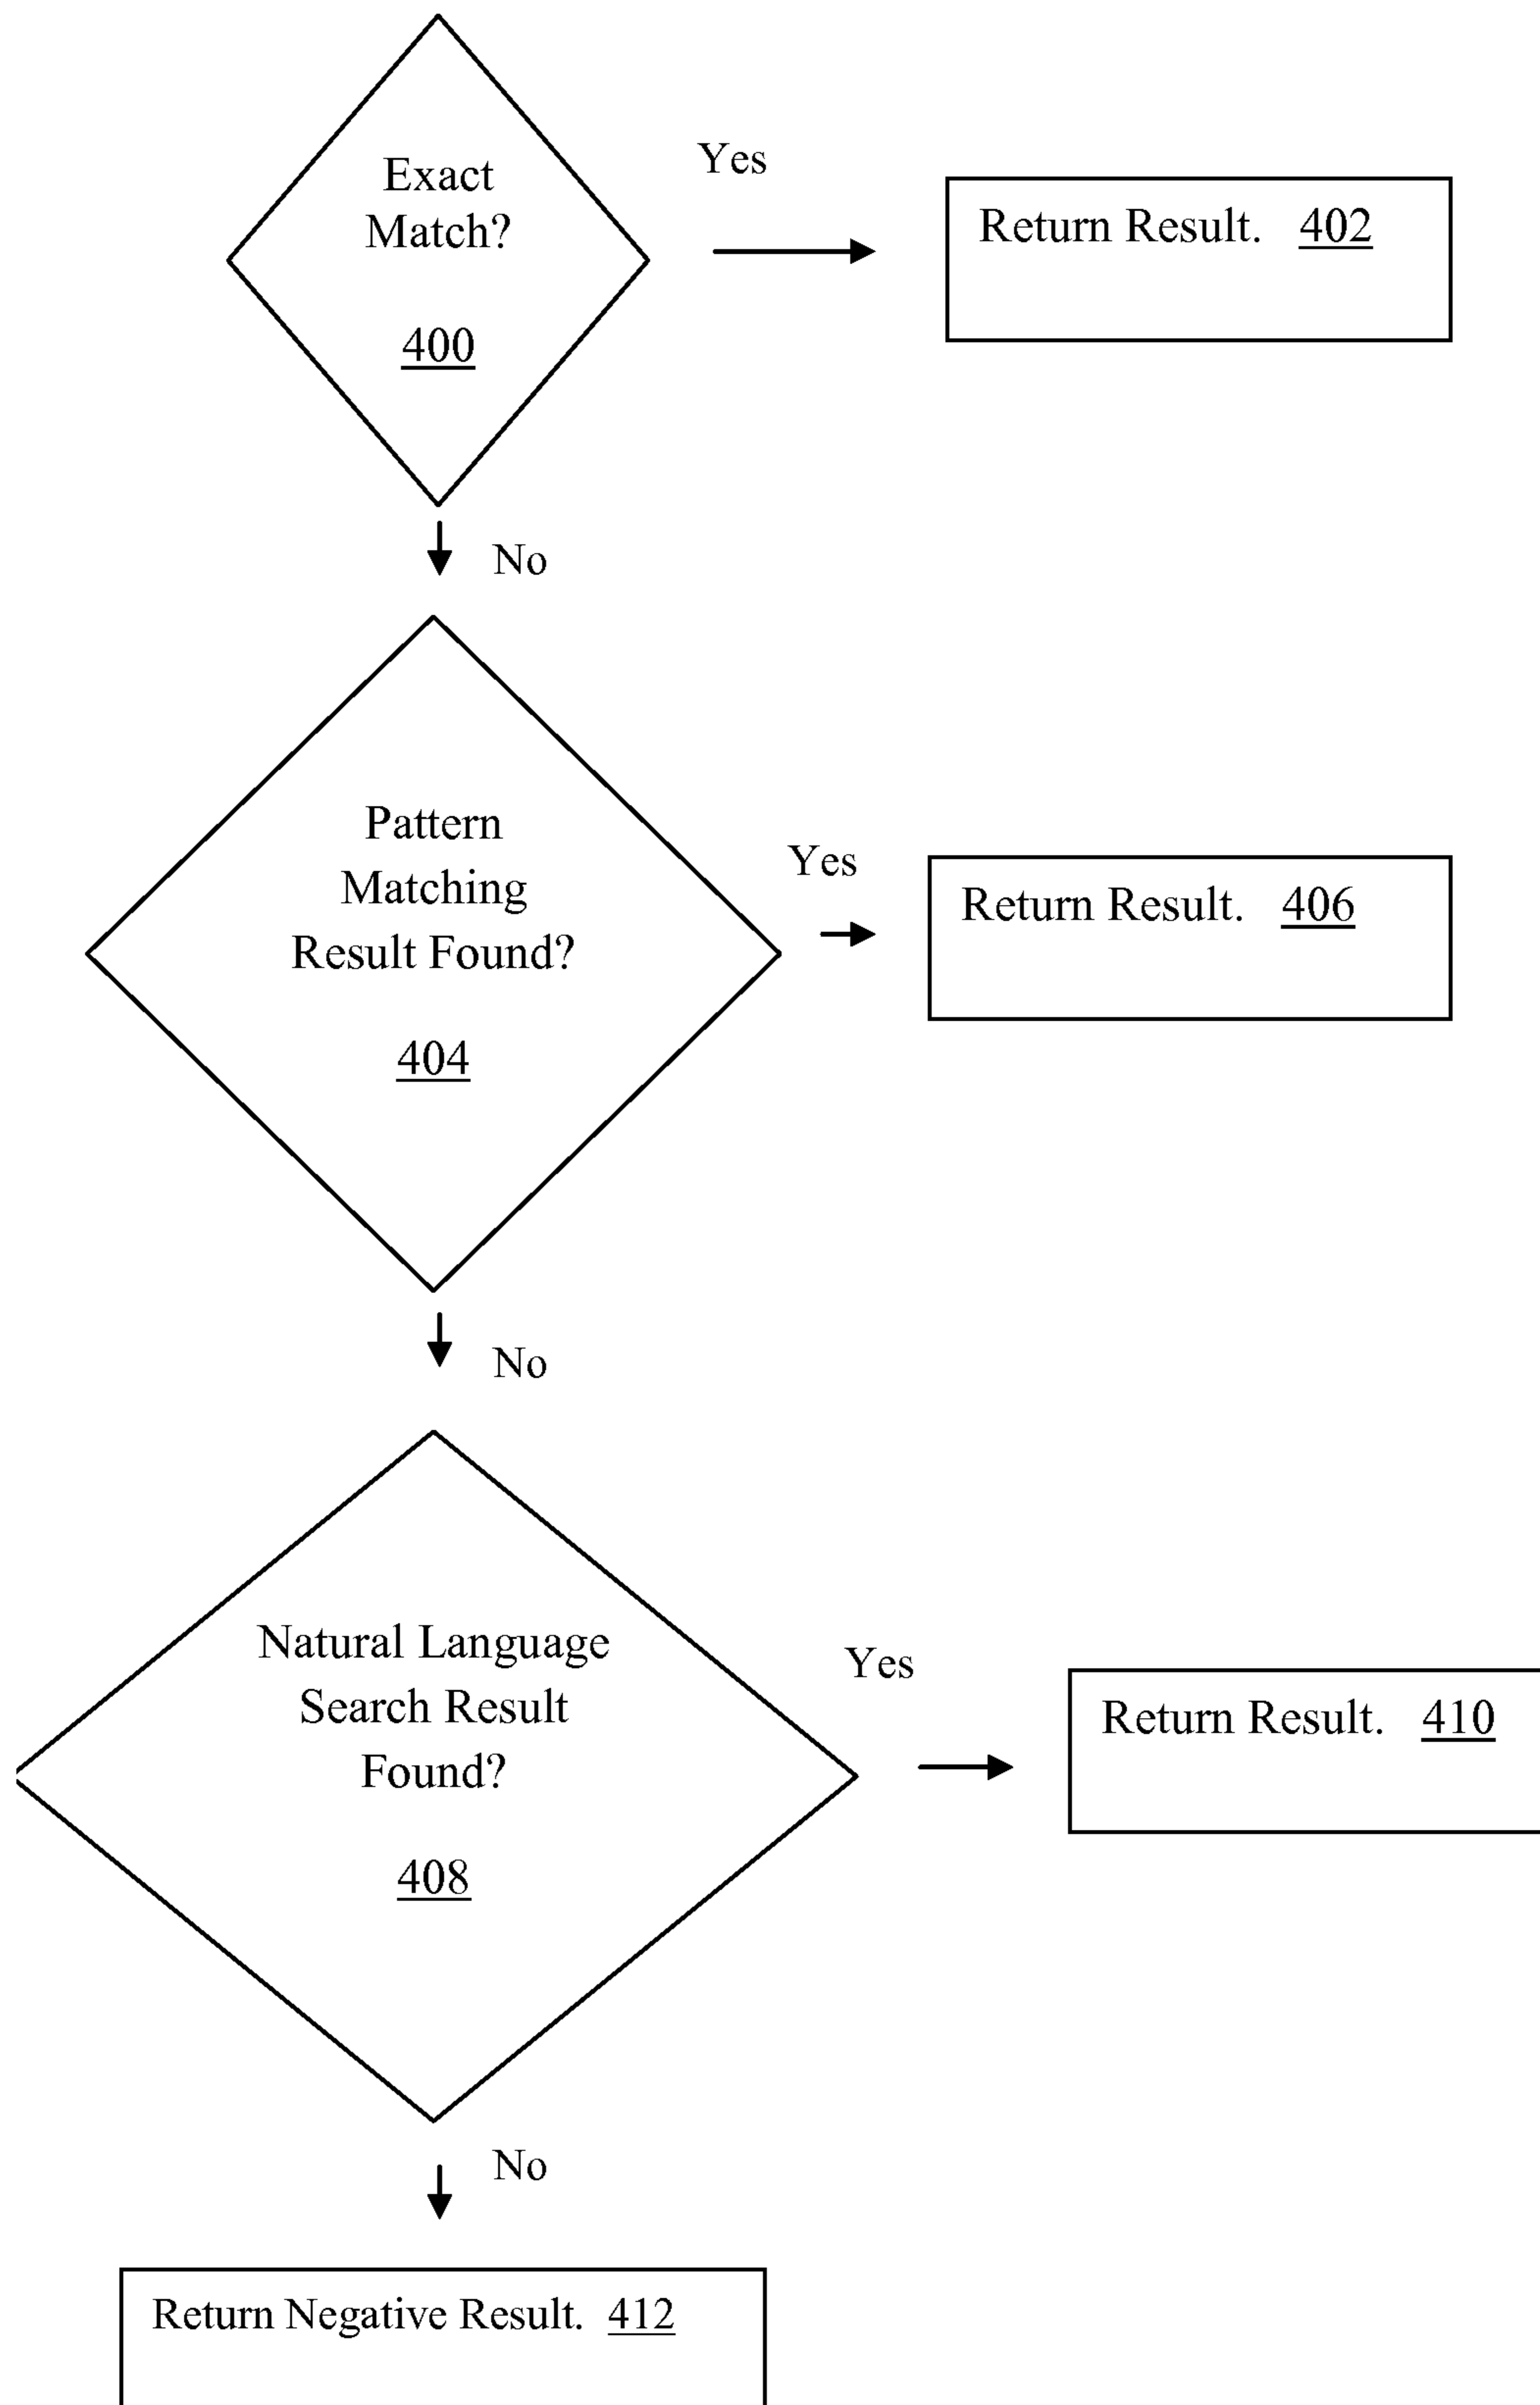 Exact
Match?
400
Yes
Return Result. 402
No
Pattern
Matching
Result Found?
404
Yes
Return Result. 406
No
Natural Language
Search Result
Found?
408
Yes
Return Result. 410
No
Return Negative Result. 412